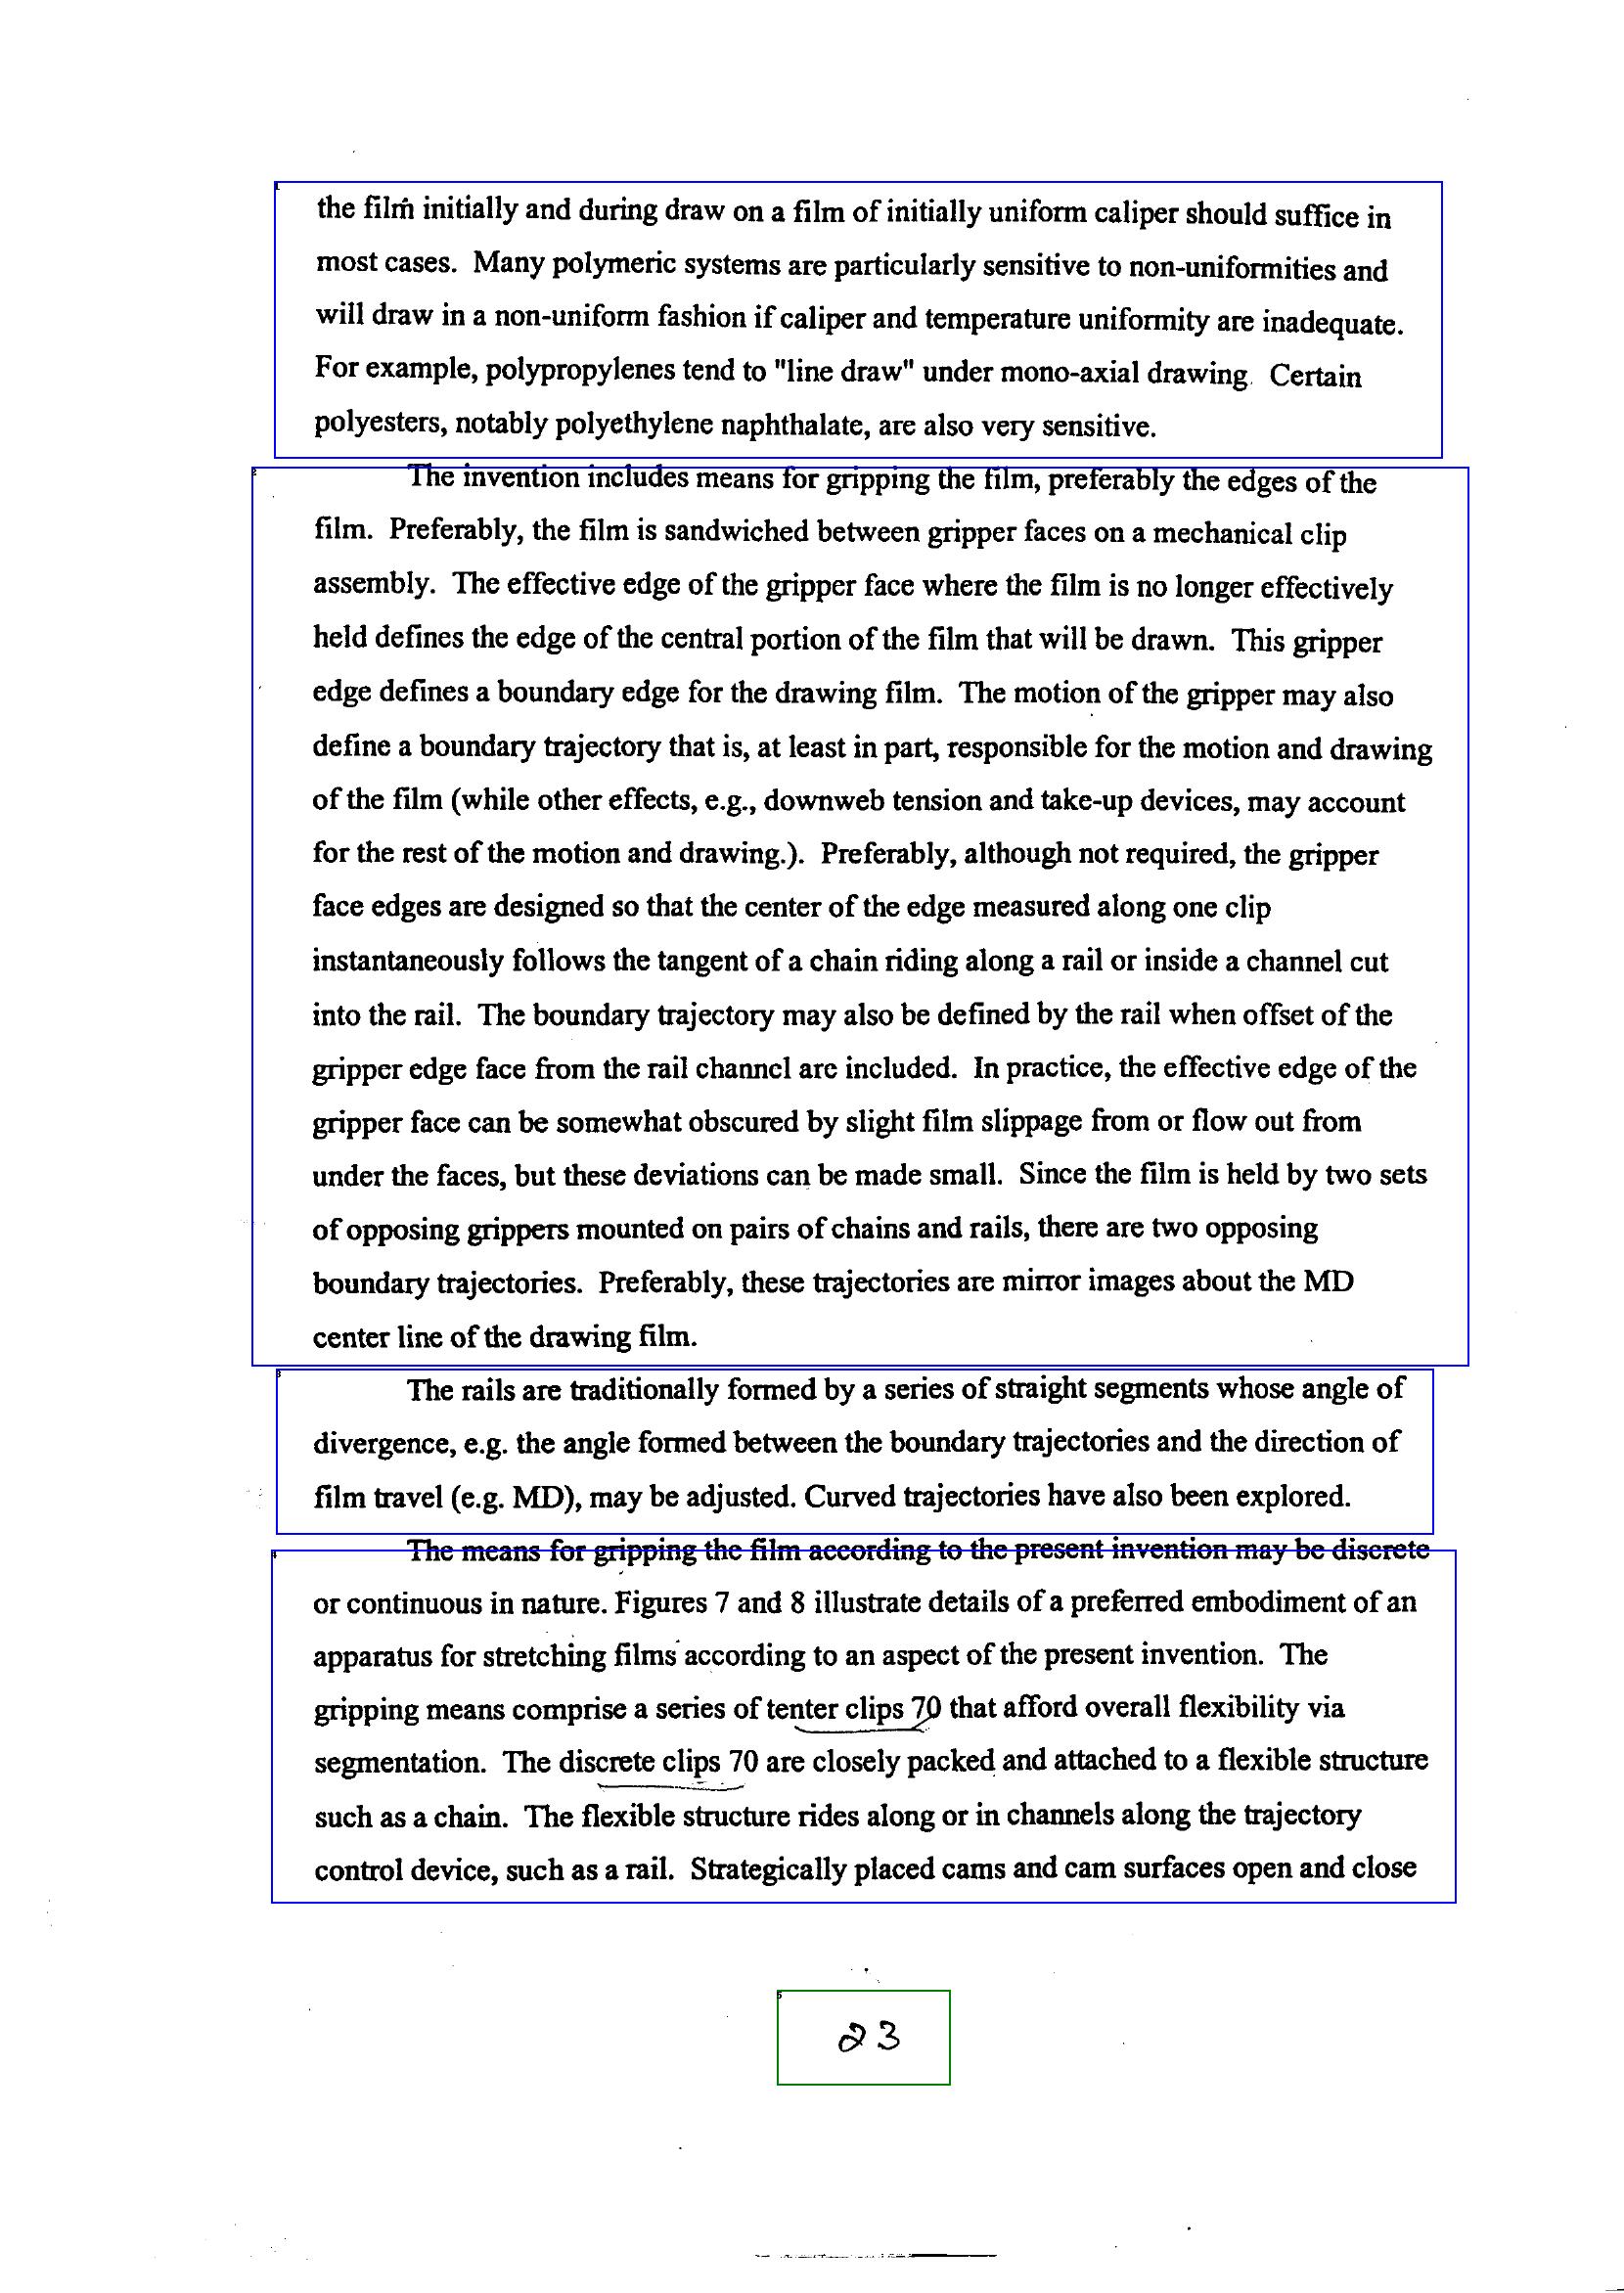 the film initially and during draw on a film of initially uniform caliper should suffice in
most cases. Many polymeric systems are particularly sensitive to non-uniformities and
will draw in a non-uniform fashion if caliper and temperature uniformity are inadequate.
For example, polypropylenes tend to "line draw" under mono-axial drawing. Certain
polyesters, notably polyethylene naphthalate, are also very sensitive.
The invention includes means for gripping the film, preferably the edges of the
film. Preferably, the film is sandwiched between gripper faces on a mechanical clip
assembly. The effective edge of the gripper face where the film is no longer effectively
held defines the edge of the central portion of the film that will be drawn. This gripper
edge defines a boundary edge for the drawing film. The motion of the gripper may also
define a boundary trajectory that is, at least in part, responsible for the motion and drawing
of the film (while other effects, e.g., downweb tension and take-up devices, may account
for the rest of the motion and drawing.). Preferably, although not required, the gripper
face edges are designed so that the center of the edge measured along one clip
instantaneously follows the tangent of a chain riding along a rail or inside a channel cut
into the rail. The boundary trajectory may also be defined by the rail when offset of the
gripper edge face from the rail channel are included. In practice, the effective edge of the
gripper face can be somewhat obscured by slight film slippage from or flow out from
under the faces, but these deviations can be made small. Since the film is held by two sets
of opposing grippers mounted on pairs of chains and rails, there are two opposing
boundary trajectories. Preferably, these trajectories are mirror images about the MD
center line of the drawing film.
The rails are traditionally formed by a series of straight segments whose angle of
divergence, e.g. the angle formed between the boundary trajectories and the direction of
film travel (e.g. MD), may be adjusted. Curved trajectories have also been explored.
The means for gripping the film according to the present invention may be discrete
or continuous in nature. Figures 7 and 8 illustrate details of a preferred embodiment of an
apparatus for stretching films according to an aspect of the present invention. The
gripping means comprise a series of tenter clips 70 that afford overall flexibility via
segmentation. The discrete clips 70 are closely packed and attached to a flexible structure
such as a chain. The flexible structure rides along or in channels along the trajectory
control device, such as a rail. Strategically placed cams and cam surfaces open and close
23